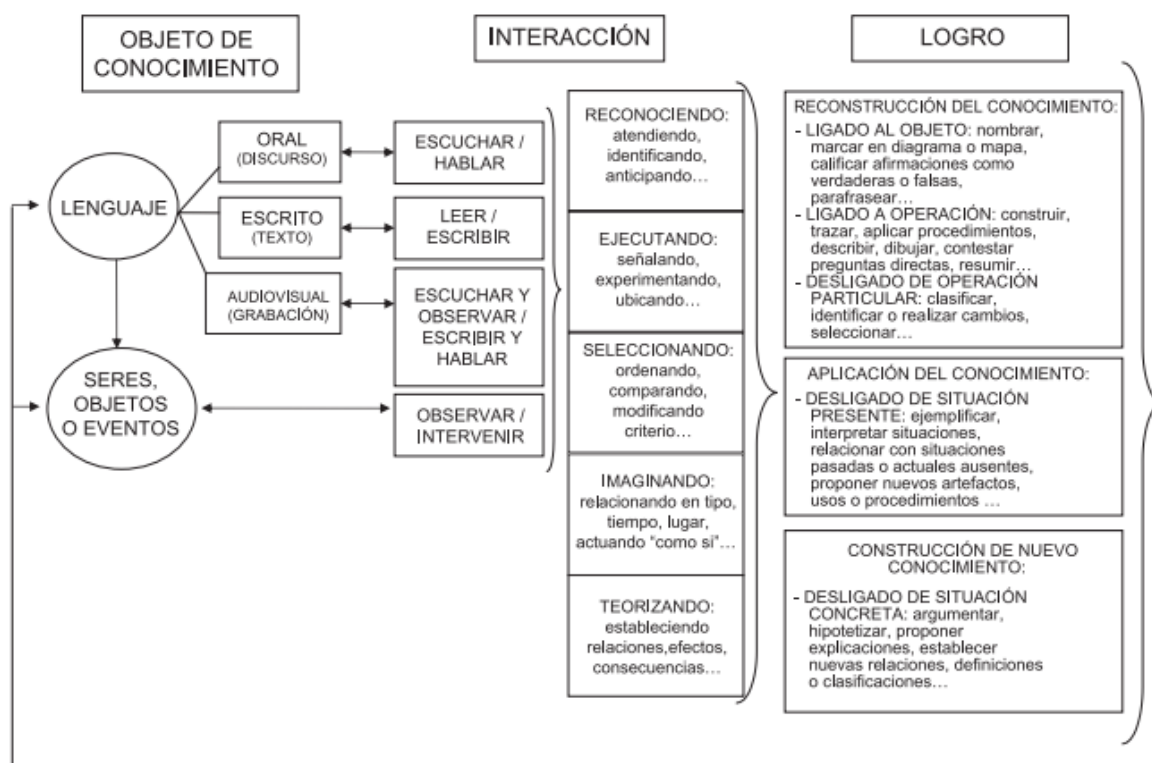 OBJETO DE
CONOCIMIENTO
INTERACCIÓN
LOGRO
LENGUAJE
SERES,
OBJETOS
O EVENTOS
ORAL
(DISCURSO)
ESCRITO
(TEXTO)
AUDIOVISUAL
(GRABACIÓN)
ESCUCHAR /
HABLAR
LEER /
ESCRIBIR
ESCUCHAR Y
OBSERVAR /
ESCRIBIR Y
HABLAR
OBSERVAR /
INTERVENIR
RECONOCIENDO:
atendiendo,
identificando,
anticipando…
EJECUTANDO:
señalando,
experimentando,
ubicando…
SELECCIONANDO:
ordenando,
comparando,
modificando
criterio…
IMAGINANDO:
relacionando en tipo,
tiempo, lugar,
actuando "como si"…
TEORIZANDO:
estableciendo
relaciones,efectos,
consecuencias…
RECONSTRUCCIÓN DEL CONOCIMIENTO:
- LIGADO AL OBJETO: nombrar,
marcar en diagrama o mapa,
calificar afirmaciones como
verdaderas o falsas,
parafrasear…
- LIGADO A OPERACIÓN: construir,
trazar, aplicar procedimientos,
describir, dibujar, contestar
preguntas directas, resumir…
- DESLIGADO DE OPERACIÓN
PARTICULAR: clasificar,
identificar o realizar cambios,
seleccionar…
APLICACIÓN DEL CONOCIMIENTO:
- DESLIGADO DE SITUACIÓN
PRESENTE: ejemplificar,
interpretar situaciones,
relacionar con situaciones
pasadas o actuales ausentes,
proponer nuevos artefactos,
usos o procedimientos …
CONSTRUCCIÓN DE NUEVO
CONOCIMIENTO:
- DESLIGADO DE SITUACIÓN
CONCRETA: argumentar,
hipotetizar, proponer
explicaciones, establecer
nuevas relaciones, definiciones
o clasificaciones…